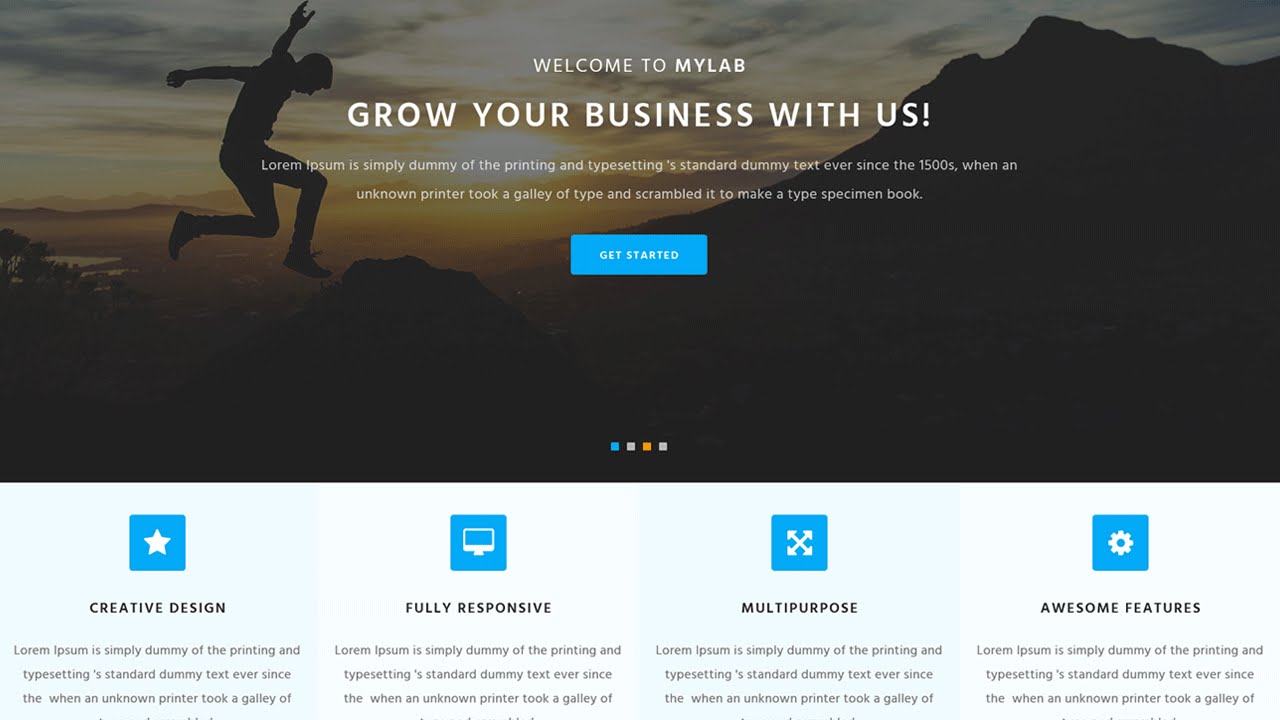 WELCOME TO MYLAB
GROW YOUR BUSINESS WITH US!
Lorem Ipsum is simply dummy of the printing and typesetting 's standard dummy text ever since the 1500s, when an
unknown printer took a galley of type and scrambled it to make a type specimen book.
GET STARTED
CREATIVE DESIGN
Lorem Ipsum is simply dummy of the printing and
typesetting 's standard dummy text ever since
the when an unknown printer took a galley of
FULLY RESPONSIVE
Lorem Ipsum is simply dummy of the printing and
typesetting 's standard dummy text ever since
the when an unknown printer took a galley of
MULTIPURPOSE
Lorem Ipsum is simply dummy of the printing and
typesetting 's standard dummy text ever since
the when an unknown printer took a galley of
AWESOME FEATURES
Lorem Ipsum is simply dummy of the printing and
typesetting 's standard dummy text ever since
the when an unknown printer took a galley of